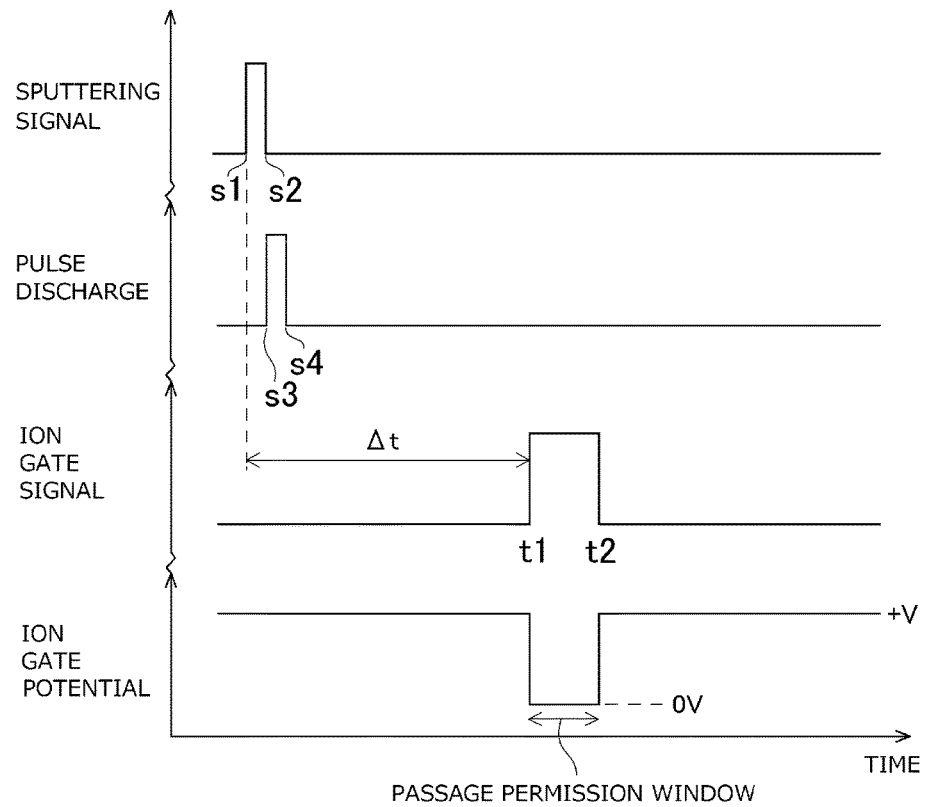 SPUTTERING
SIGNAL
s1
s2
PULSE
DISCHARGE
s3
s4
ION
GATE
SIGNAL
Δt
t1
t2
ION
GATE
POTENTIAL
+V
0V
TIME
PASSAGE PERMISSION WINDOW